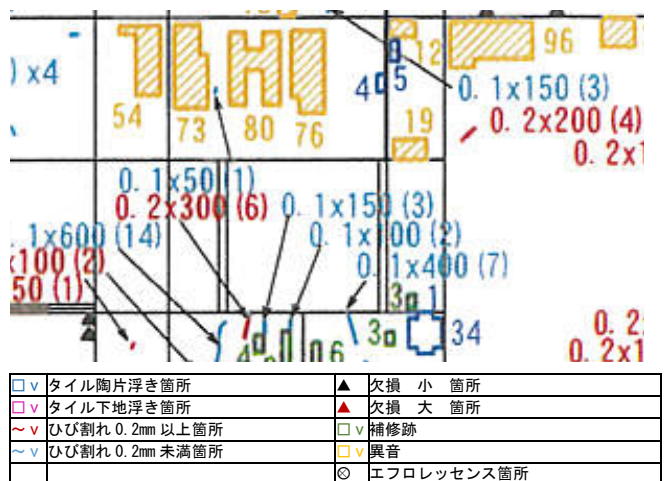 ) x4
54
73
80
76
4
5
12
96
0. 1x150 (3)
0. 2x200 (4)
19
0. 2x1
0. 1x50 (1)
0. 2x300 (6)
0. 1x150 (3)
. 1x600 (14)
0. 1x100 (2)
x100 (2)
0. 1x400 (7)
50 (1)
3
1
3
34
0. 2
6
0. 2x1
□ v タイル陶片浮き箇所 ▲ 欠損 小 箇所
□ v タイル下地浮き箇所 ▲ 欠損 大 箇所
～ v ひび割れ 0.2mm 以上箇所 □ v 補修跡
～ v ひび割れ 0.2mm 未満箇所 □ v 異音
⊗ エフロレッセンス箇所